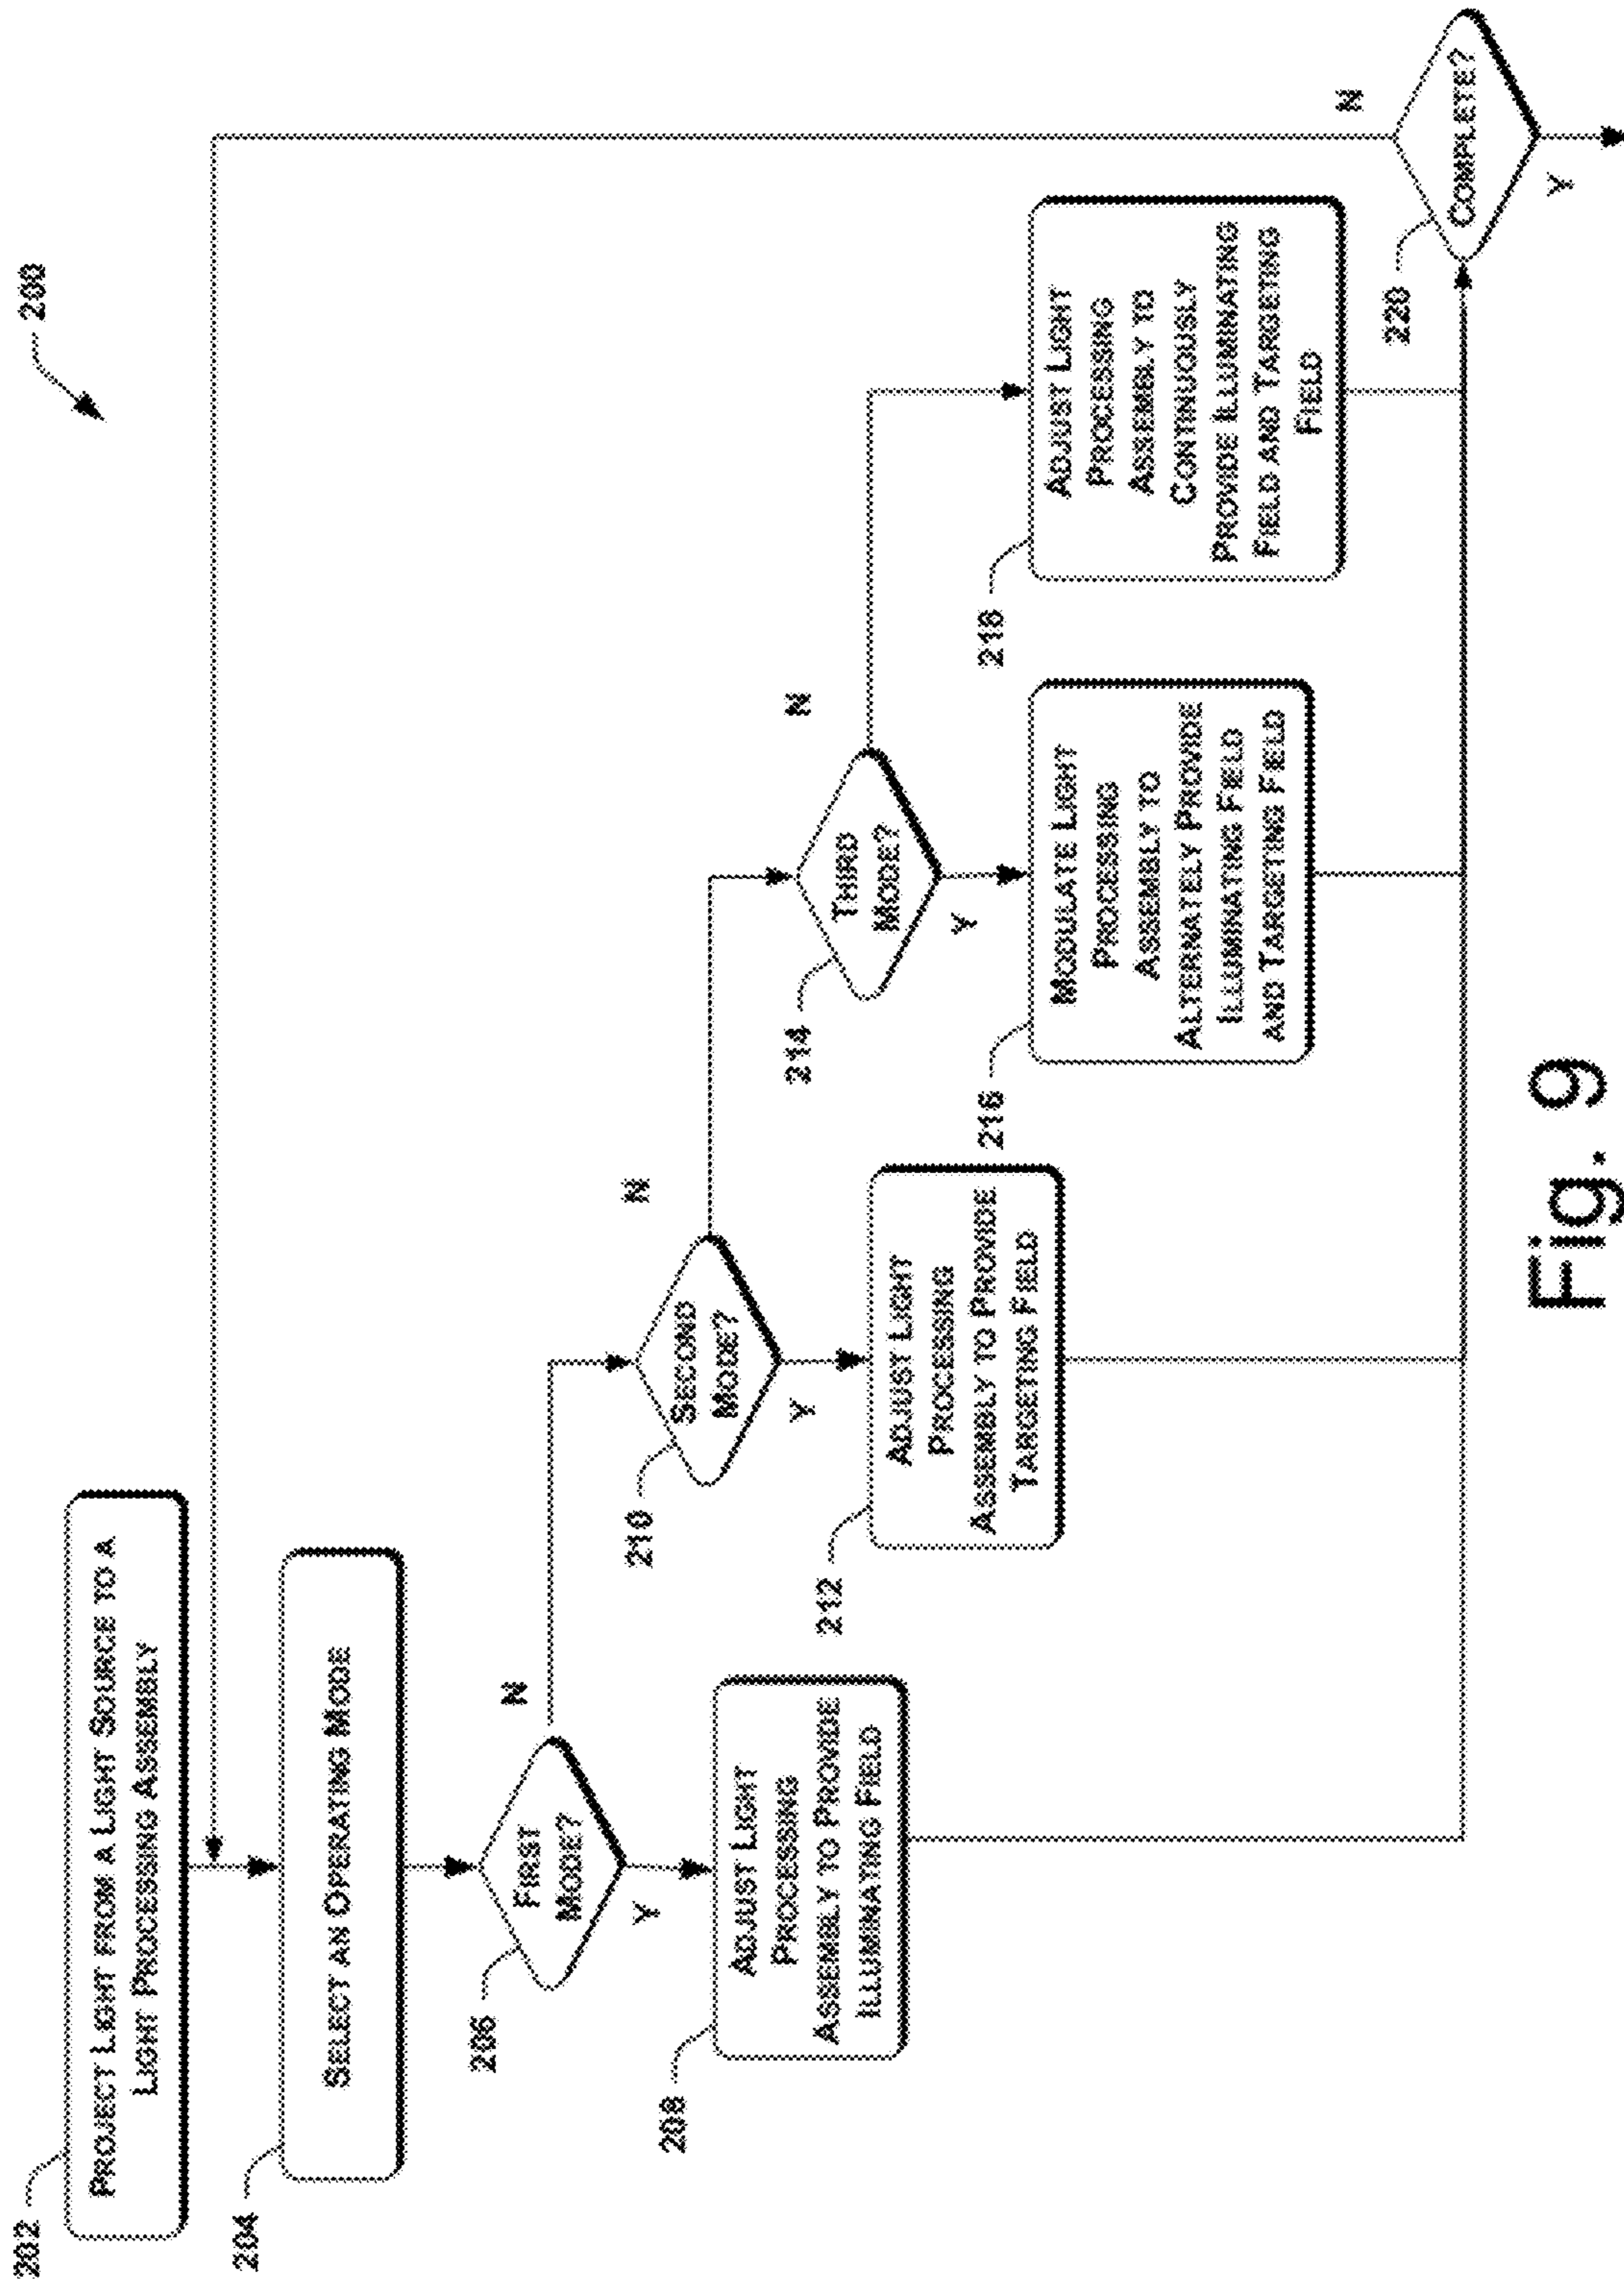 200
202
PROJECT LIGHT FROM A LIGHT SOURCE TO A
LIGHT PROCESSING ASSEMBLY
204
SELECT AN OPERATING MODE
206
FIRST
MODE?
N
Y
208
ADJUST LIGHT
PROCESSING
ASSEMBLY TO PROVIDE
ILLUMINATING FIELD
210
SECOND
MODE?
N
Y
212
ADJUST LIGHT
PROCESSING
ASSEMBLY TO PROVIDE
TARGETING FIELD
214
THIRD
MODE?
N
Y
216
MODULATE LIGHT
PROCESSING
ASSEMBLY TO
ALTERNATELY PROVIDE
ILLUMINATING FIELD
AND TARGETING FIELD
218
ADJUST LIGHT
PROCESSING
ASSEMBLY TO
CONTINUOUSLY
PROVIDE ILLUMINATING
FIELD AND TARGETING
FIELD
220
COMPLETE?
N
Y
Fig. 9